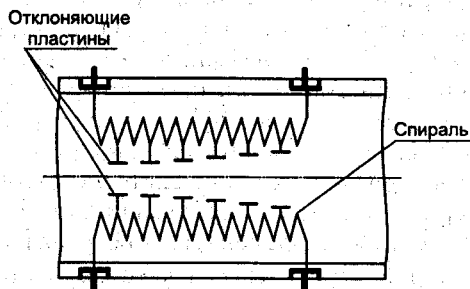 Отклоняющие
пластины
Спираль